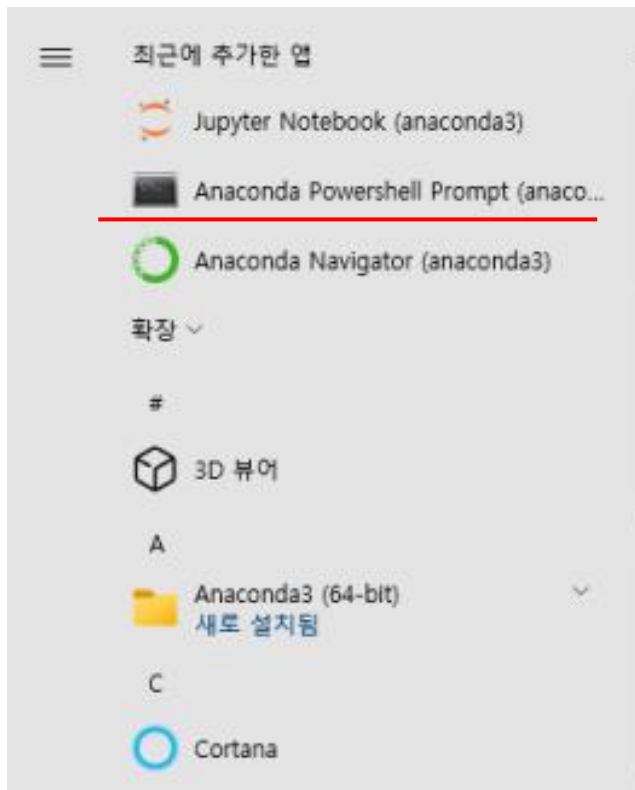 최근에 추가한 앱
Jupyter Notebook (anaconda3)
Anaconda Powershell Prompt (anaco...
Anaconda Navigator (anaconda3)
확장
#
3D 뷰어
A
Anaconda3 (64-bit)
새로 설치됨
C
Cortana